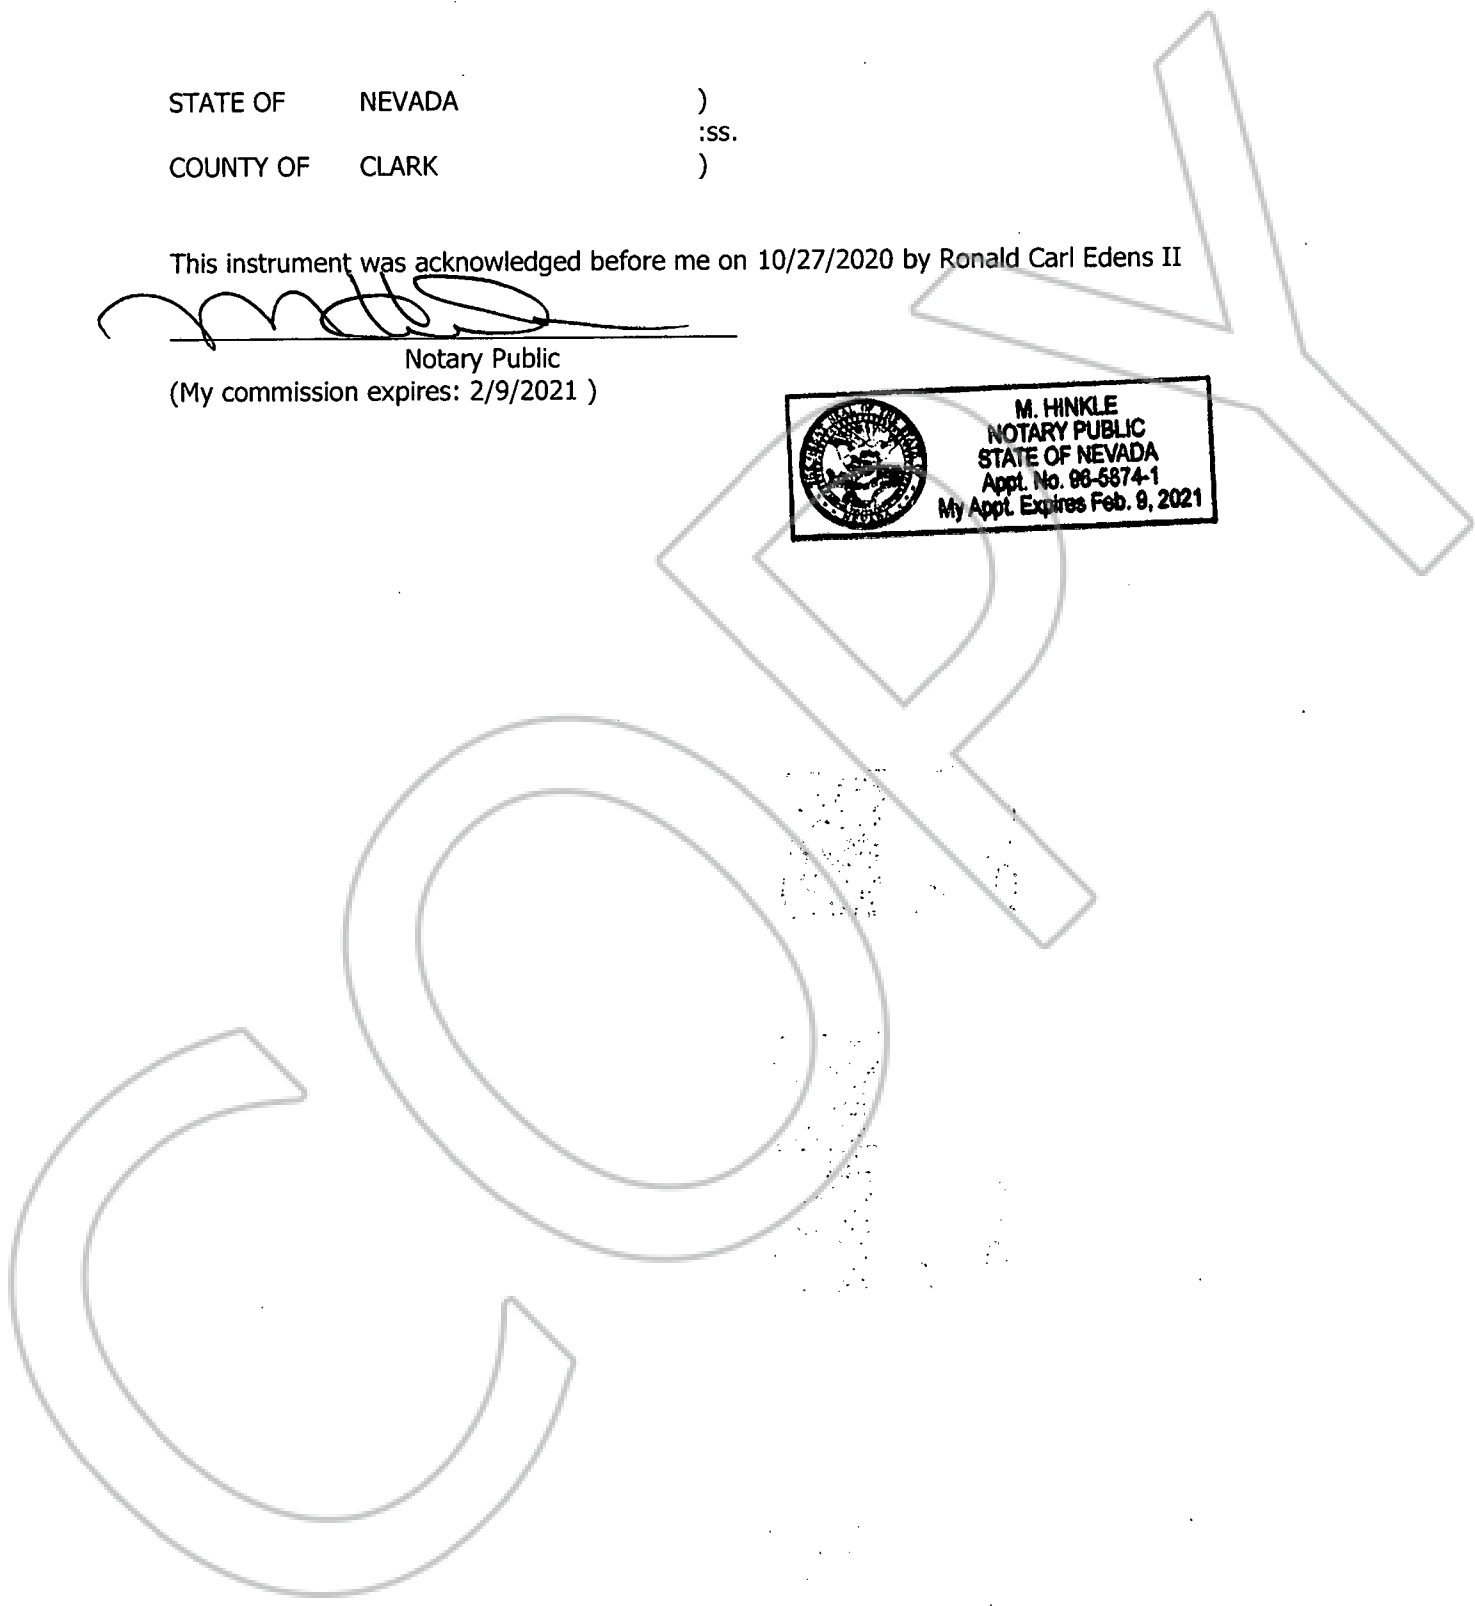 STATE OF NEVADA )
:ss.
COUNTY OF CLARK )
This instrument was acknowledged before me on 10/27/2020 by Ronald Carl Edens II
Notary Public
(My commission expires: 2/9/2021 )
M. HINKLE
NOTARY PUBLIC
STATE OF NEVADA
Appt. No. 96-5874-1
My Appt. Expires Feb. 9, 2021
COPY